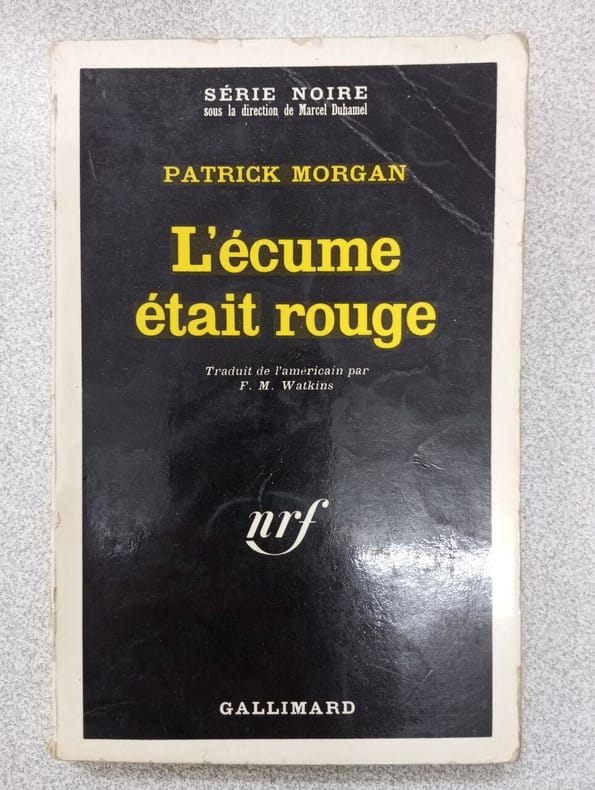 SÉRIE NOIRE
sous la direction de Marcel Duhamel
PATRICK MORGAN
L'écume
était rouge
Traduit de l'américain par
F. M. Watkins
nrf
GALLIMARD